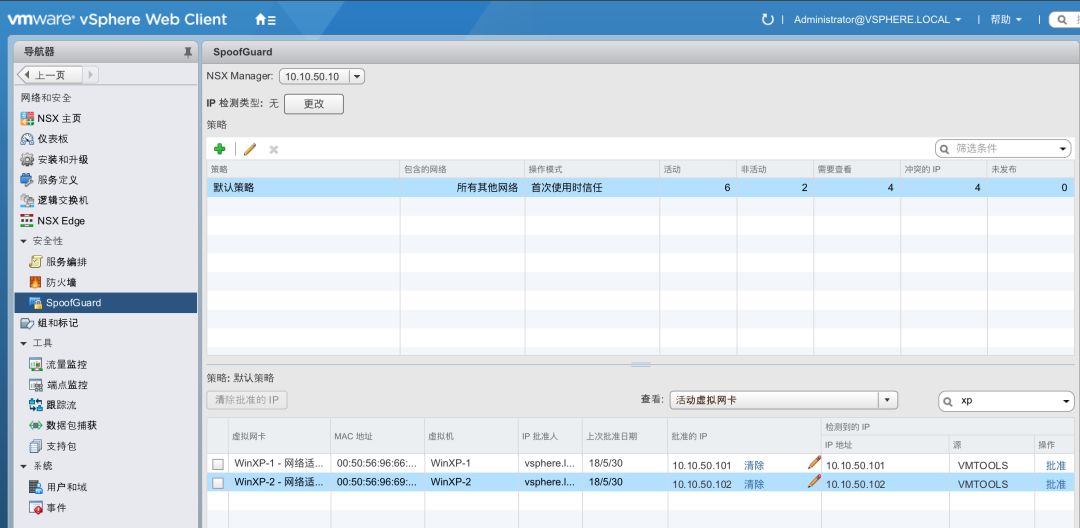 vmware® vSphere Web Client
Administrator@VSPHERE.LOCAL
帮助
导航器
上一页
网络和安全
NSX 主页
仪表板
安装和升级
服务定义
逻辑交换机
NSX Edge
安全性
服务编排
防火墙
SpoofGuard
组和标记
工具
流量监控
端点监控
跟踪流
数据包捕获
支持包
系统
用户和域
事件
SpoofGuard
NSX Manager: 10.10.50.10
IP 检测类型: 无 更改
策略
筛选条件
策略 包含的网络 操作模式 活动 非活动 需要查看 冲突的 IP 未发布
默认策略 所有其他网络 首次使用时信任 6 2 4 4 0
策略: 默认策略
清除批准的 IP 查看: 活动虚拟网卡 xp
虚拟网卡 MAC 地址 虚拟机 IP 批准人 上次批准日期 批准的 IP 检测到的 IP
IP 地址 源 操作
WinXP-1 - 网络适... 00:50:56:96:66:... WinXP-1 vsphere.l... 18/5/30 10.10.50.101 清除 10.10.50.101 VMTOOLS 批准
WinXP-2 - 网络适... 00:50:56:96:69:... WinXP-2 vsphere.l... 18/5/30 10.10.50.102 清除 10.10.50.102 VMTOOLS 批准